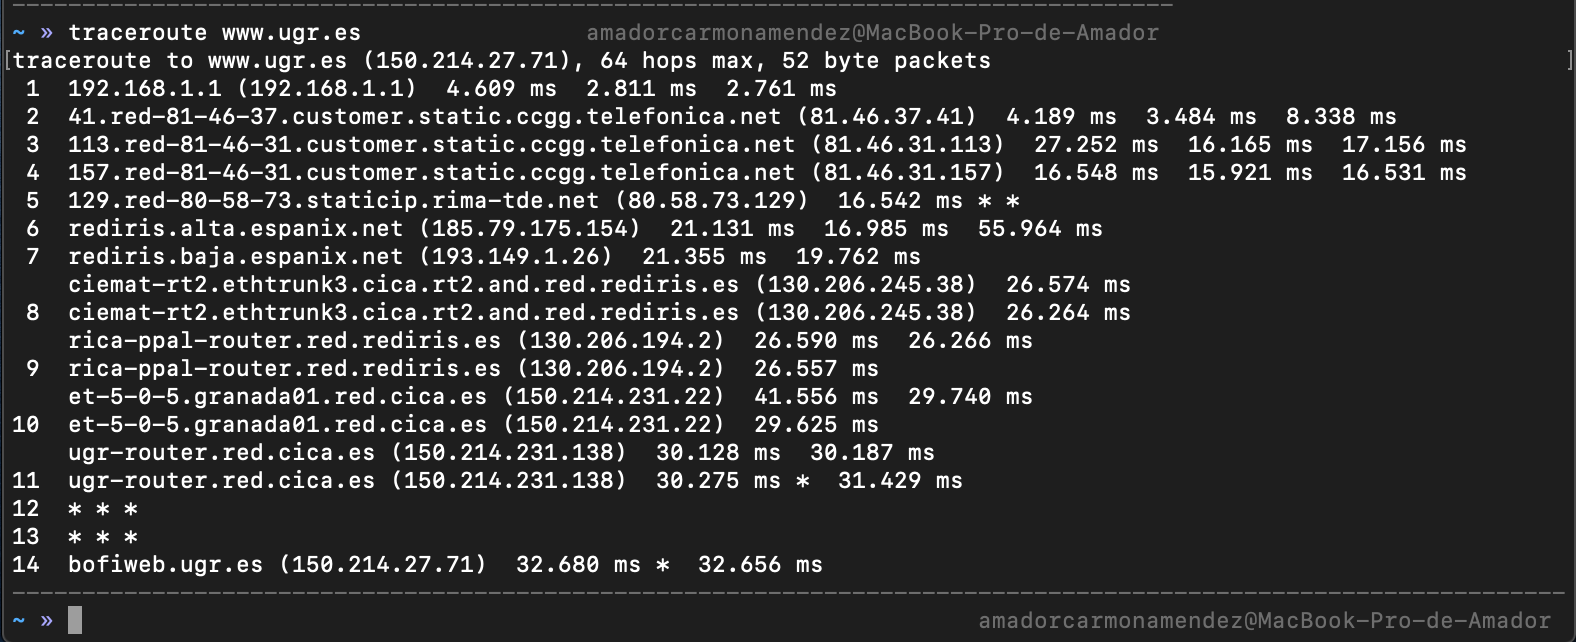 ~ » traceroute www.ugr.es amadorcarmonamendez@MacBook-Pro-de-Amador
[traceroute to www.ugr.es (150.214.27.71), 64 hops max, 52 byte packets ]
1 192.168.1.1 (192.168.1.1) 4.609 ms 2.811 ms 2.761 ms
2 41.red-81-46-37.customer.static.ccgg.telefonica.net (81.46.37.41) 4.189 ms 3.484 ms 8.338 ms
3 113.red-81-46-31.customer.static.ccgg.telefonica.net (81.46.31.113) 27.252 ms 16.165 ms 17.156 ms
4 157.red-81-46-31.customer.static.ccgg.telefonica.net (81.46.31.157) 16.548 ms 15.921 ms 16.531 ms
5 129.red-80-58-73.staticip.rima-tde.net (80.58.73.129) 16.542 ms * *
6 rediris.alta.espanix.net (185.79.175.154) 21.131 ms 16.985 ms 55.964 ms
7 rediris.baja.espanix.net (193.149.1.26) 21.355 ms 19.762 ms
ciemat-rt2.ethtrunk3.cica.rt2.and.red.rediris.es (130.206.245.38) 26.574 ms
8 ciemat-rt2.ethtrunk3.cica.rt2.and.red.rediris.es (130.206.245.38) 26.264 ms
rica-ppal-router.red.rediris.es (130.206.194.2) 26.590 ms 26.266 ms
9 rica-ppal-router.red.rediris.es (130.206.194.2) 26.557 ms
et-5-0-5.granada01.red.cica.es (150.214.231.22) 41.556 ms 29.740 ms
10 et-5-0-5.granada01.red.cica.es (150.214.231.22) 29.625 ms
ugr-router.red.cica.es (150.214.231.138) 30.128 ms 30.187 ms
11 ugr-router.red.cica.es (150.214.231.138) 30.275 ms * 31.429 ms
12 * * *
13 * * *
14 bofiweb.ugr.es (150.214.27.71) 32.680 ms * 32.656 ms
~ » amadorcarmonamendez@MacBook-Pro-de-Amador